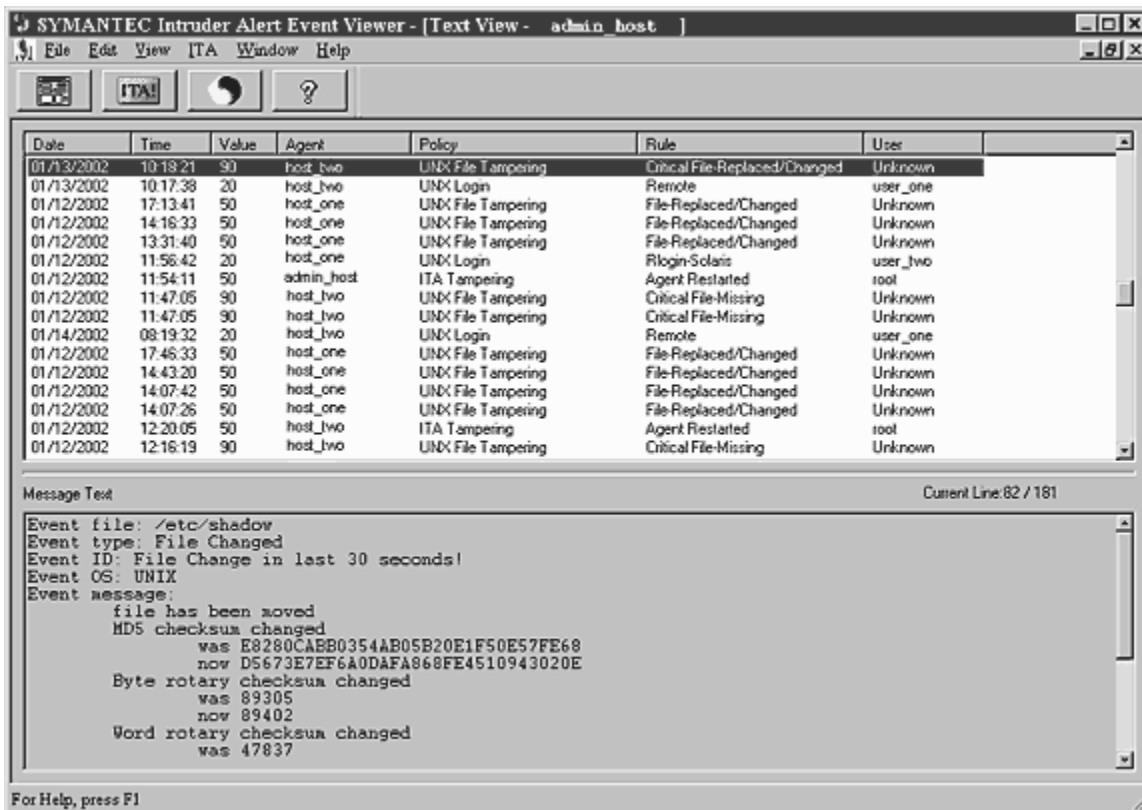 SYMANTEC Intruder Alert Event Viewer - [Text View - admin_host ]
File Edit View ITA Window Help
ITA! ?
Date Time Value Agent Policy Rule User
01/13/2002 10:18:21 90 host_two UNX File Tampering Critical File-Replaced/Changed Unknown
01/13/2002 10:17:38 20 host_two UNX Login Remote user_one
01/12/2002 17:13:41 50 host_one UNX File Tampering File-Replaced/Changed Unknown
01/12/2002 14:16:33 50 host_one UNX File Tampering File-Replaced/Changed Unknown
01/12/2002 13:31:40 50 host_one UNX File Tampering File-Replaced/Changed Unknown
01/12/2002 11:56:42 20 host_one UNX Login Rlogin-Solaris user_two
01/12/2002 11:54:11 50 admin_host ITA Tampering Agent Restarted root
01/12/2002 11:47:05 90 host_two UNX File Tampering Critical File-Missing Unknown
01/12/2002 11:47:05 90 host_two UNX File Tampering Critical File-Missing Unknown
01/14/2002 08:19:32 20 host_two UNX Login Remote user_one
01/12/2002 17:46:33 50 host_one UNX File Tampering File-Replaced/Changed Unknown
01/12/2002 14:43:20 50 host_one UNX File Tampering File-Replaced/Changed Unknown
01/12/2002 14:07:42 50 host_one UNX File Tampering File-Replaced/Changed Unknown
01/12/2002 14:07:26 50 host_one UNX File Tampering File-Replaced/Changed Unknown
01/12/2002 12:20:05 50 host_two ITA Tampering Agent Restarted root
01/12/2002 12:16:19 90 host_two UNX File Tampering Critical File-Missing Unknown
Message Text Current Line:82 / 181
Event file: /etc/shadow
Event type: File Changed
Event ID: File Change in last 30 seconds!
Event OS: UNIX
Event message:
file has been moved
MD5 checksum changed
was E8280CABB0354AB05B20E1F50E57FE68
now D5673E7EF6A0DAFA868FE4510943020E
Byte rotary checksum changed
was 89305
now 89402
Word rotary checksum changed
was 47837
For Help, press F1